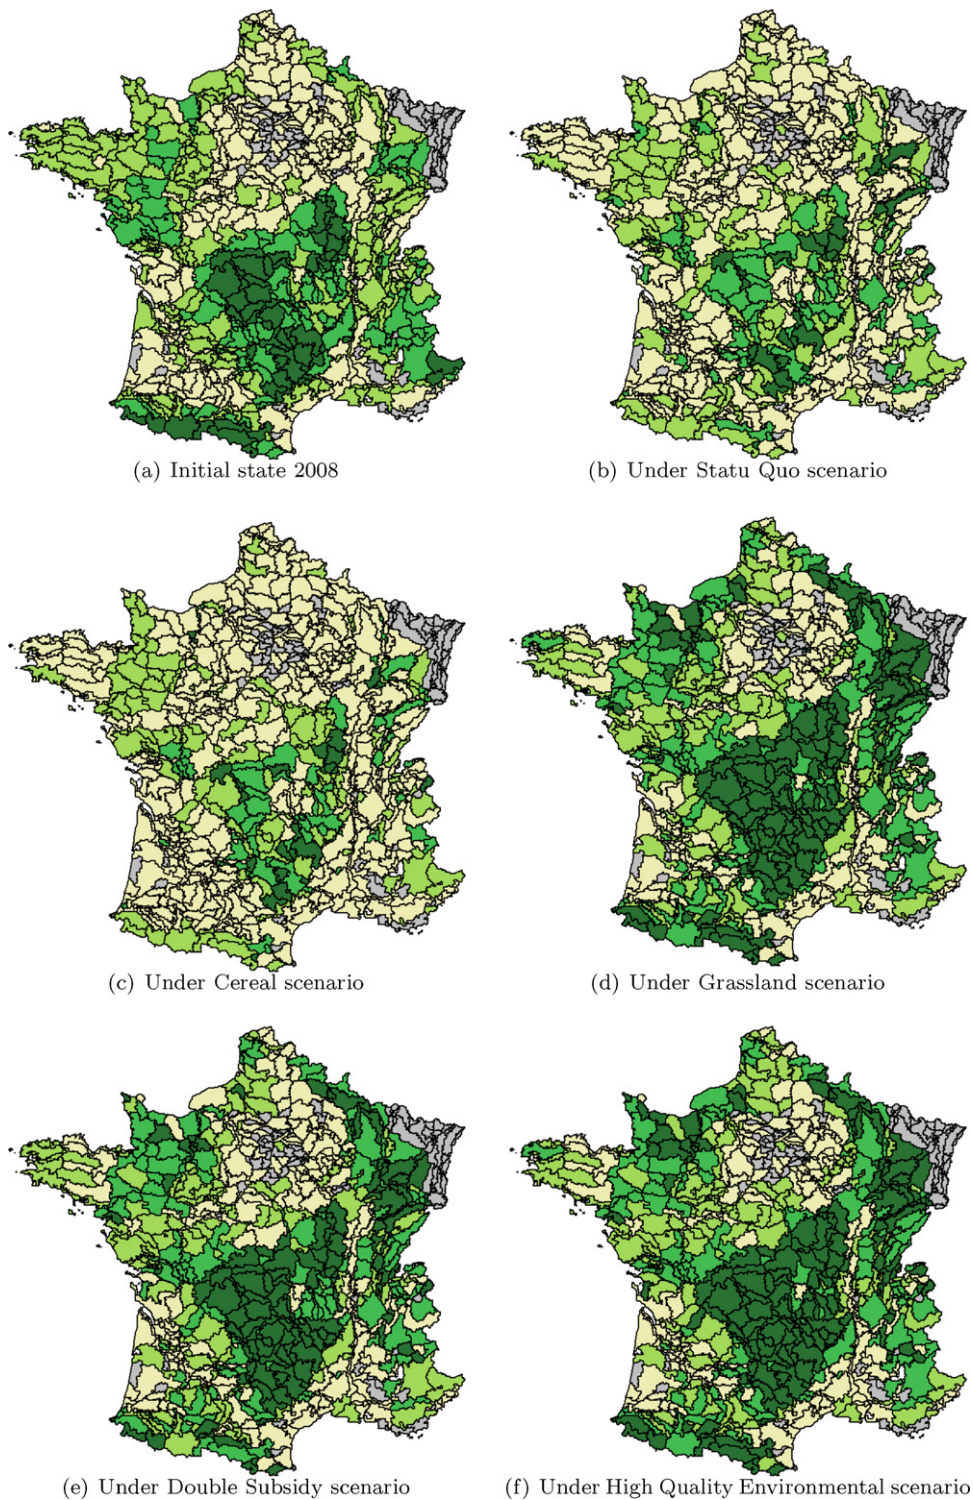 (a) Initial state 2008
(b) Under Statu Quo scenario
(c) Under Cereal scenario
(d) Under Grassland scenario
(e) Under Double Subsidy scenario
(f) Under High Quality Environmental scenario